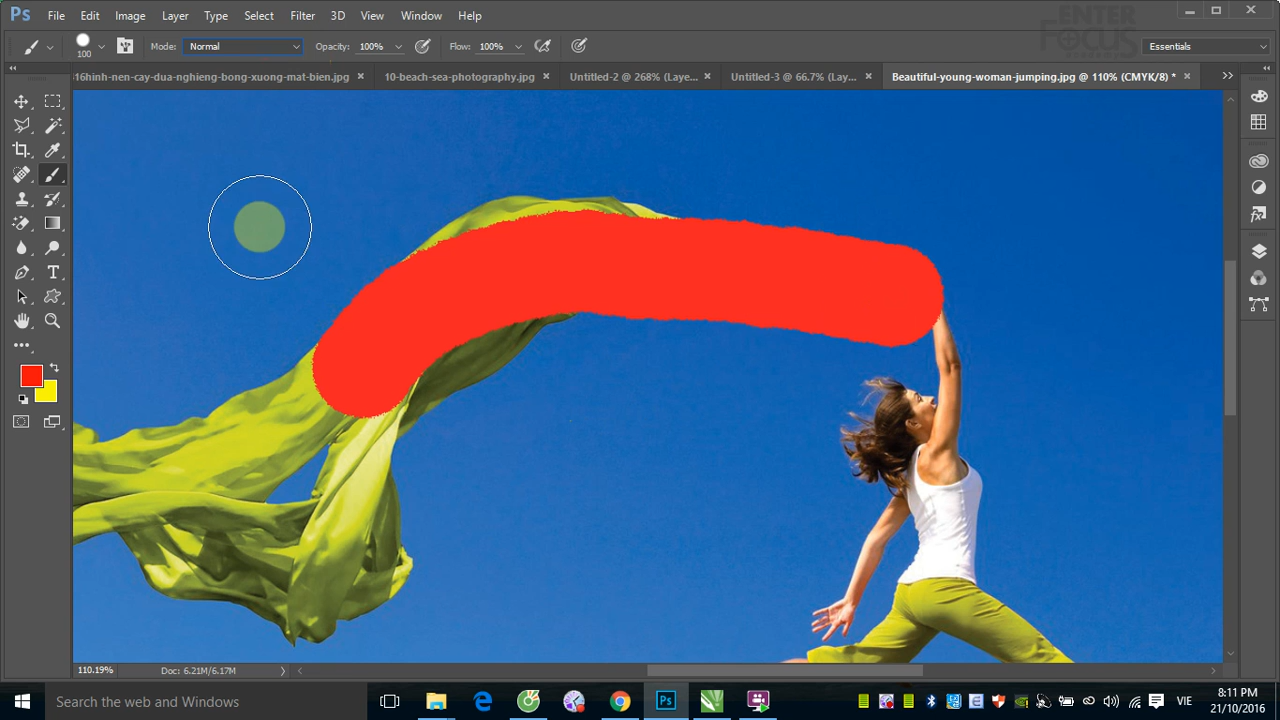 Ps File Edit Image Layer Type Select Filter 3D View Window Help
ENTER
FOCUS
100 Mode: Normal Opacity: 100% Flow: 100% Essentials
16hinh-nen-cay-dua-nghieng-bong-xuong-mat-bien.jpg × 10-beach-sea-photography.jpg × Untitled-2 @ 268% (Laye... × Untitled-3 @ 66.7% (Lay... × Beautiful-young-woman-jumping.jpg @ 110% (CMYK/8) * ×
110.19% Doc: 6.21M/6.17M
Search the web and Windows
Ps
VIE
8:11 PM
21/10/2016